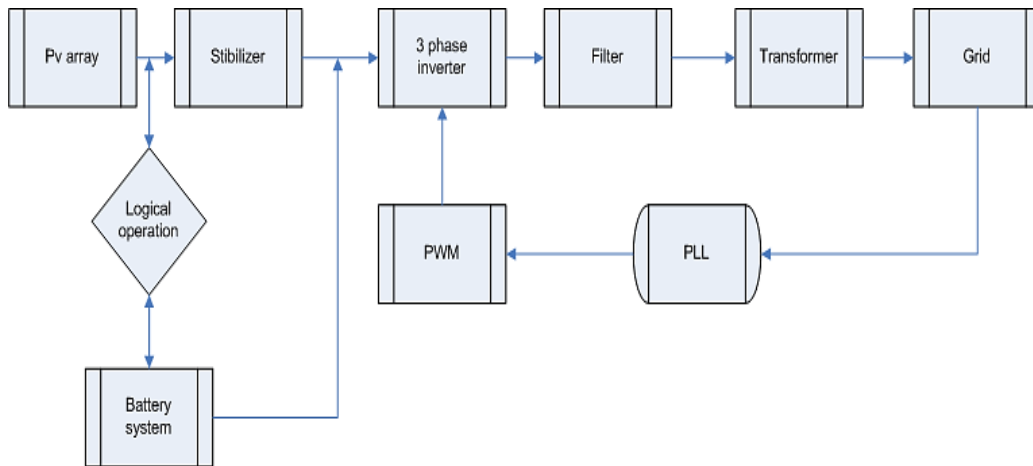 Pv array
Stibilizer
3 phase
inverter
Filter
Transformer
Grid
Logical
operation
PWM
PLL
Battery
system